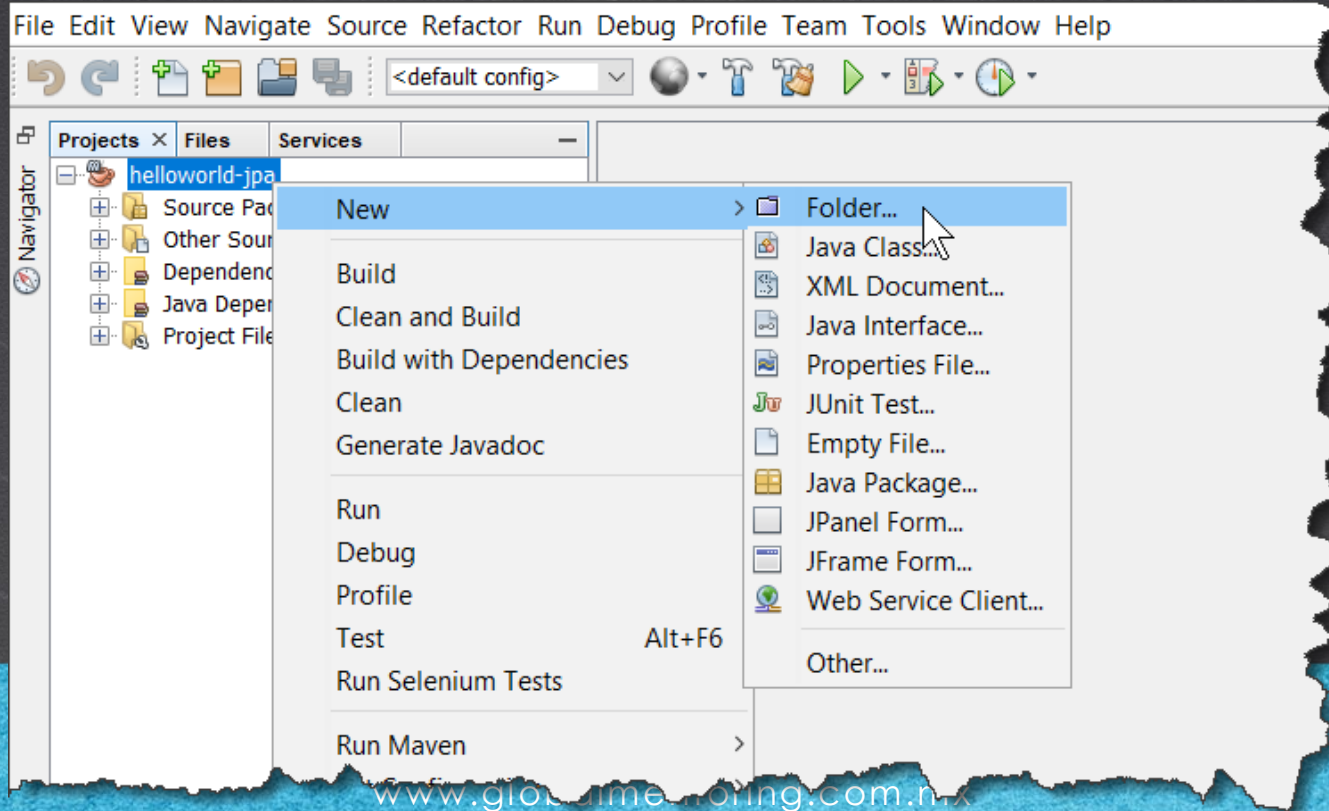 File Edit View Navigate Source Refactor Run Debug Profile Team Tools Window Help
<default config>
Projects Files Services
Navigator
helloworld-jpa
Source Pac
Other Sour
Dependenc
Java Deper
Project File
New
Build
Clean and Build
Build with Dependencies
Clean
Generate Javadoc
Run
Debug
Profile
Test Alt+F6
Run Selenium Tests
Run Maven
Folder...
Java Class...
XML Document...
Java Interface...
Properties File...
JUnit Test...
Empty File...
Java Package...
JPanel Form...
JFrame Form...
Web Service Client...
Other...